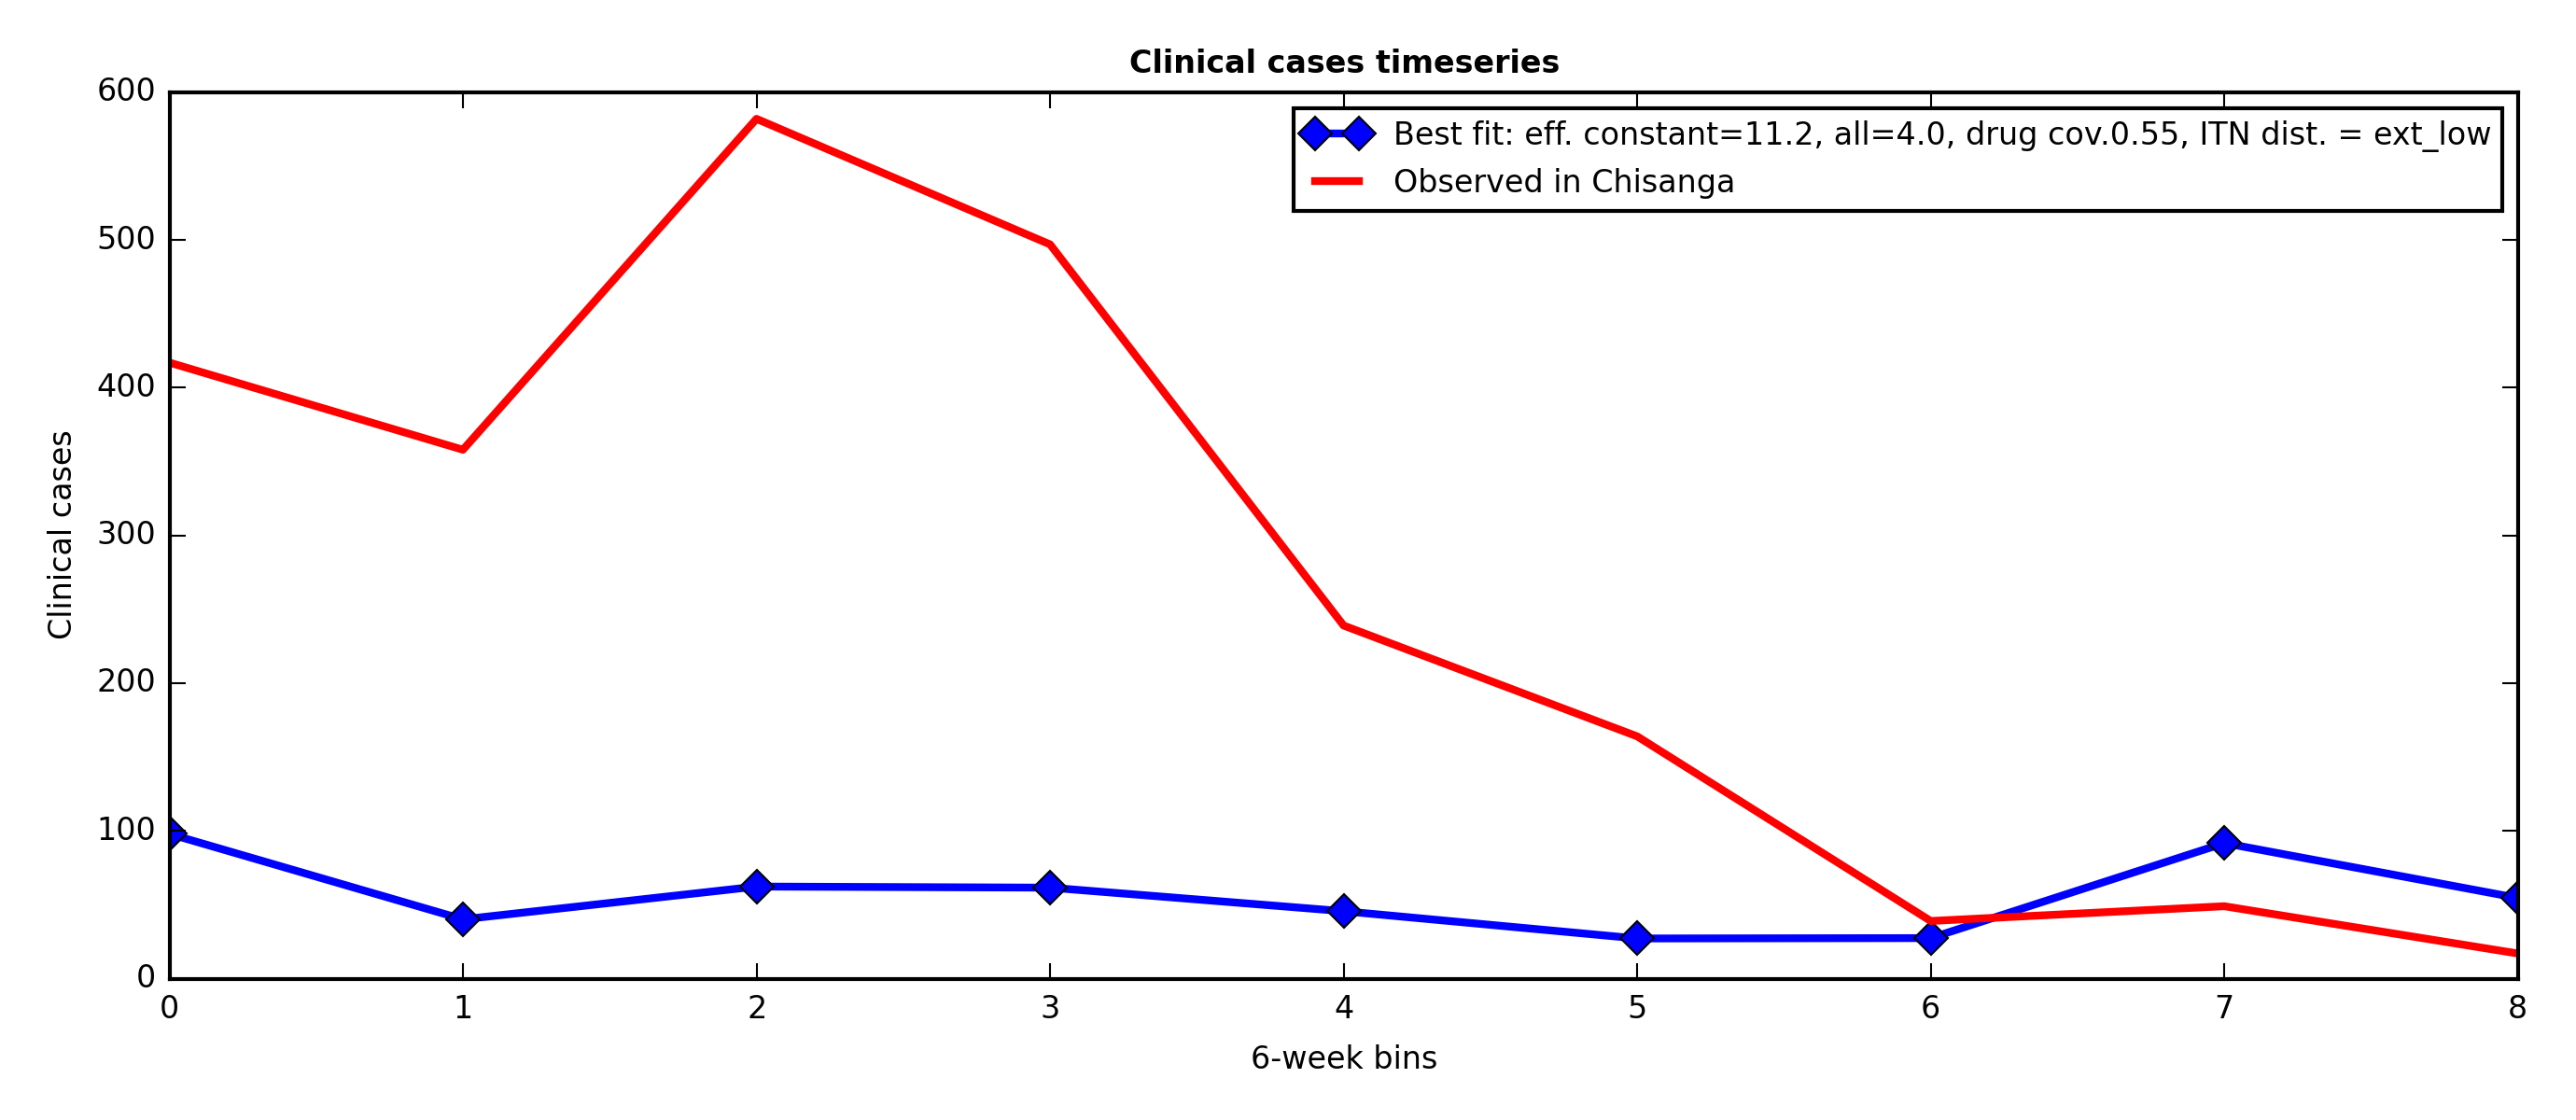 Clinical cases timeseries
Best fit: eff. constant=11.2, all=4.0, drug cov.0.55, ITN dist. = ext_low
Observed in Chisanga
Clinical cases
600
500
400
300
200
100
0
0 1 2 3 4 5 6 7 8
6-week bins